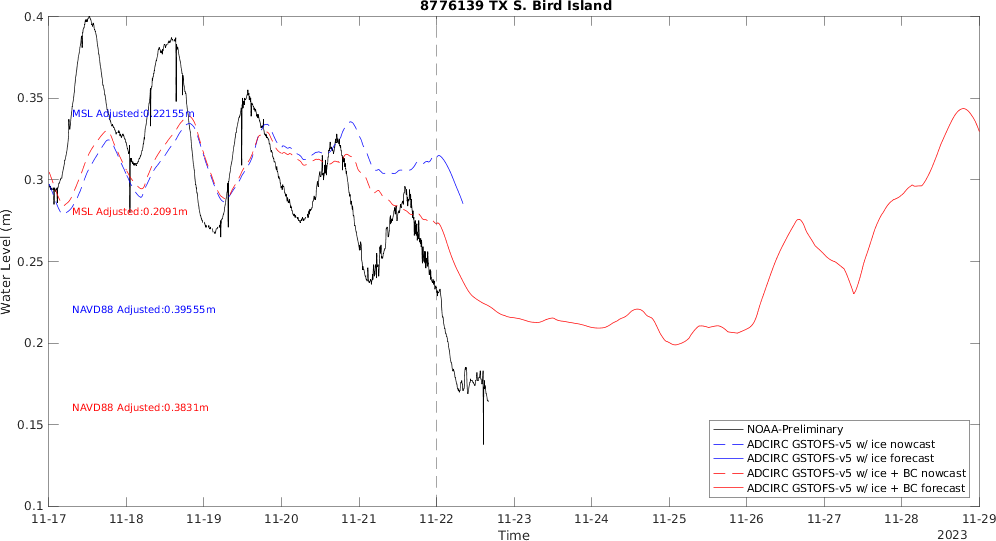 8776139 TX S. Bird Island
0.4
0.35
0.3
0.25
0.2
0.15
0.1
Water Level (m)
MSL Adjusted:0.22155m
MSL Adjusted:0.2091m
NAVD88 Adjusted:0.39555m
NAVD88 Adjusted:0.3831m
NOAA-Preliminary
ADCIRC GSTOFS-v5 w/ ice nowcast
ADCIRC GSTOFS-v5 w/ ice forecast
ADCIRC GSTOFS-v5 w/ ice + BC nowcast
ADCIRC GSTOFS-v5 w/ ice + BC forecast
11-17 11-18 11-19 11-20 11-21 11-22 11-23 11-24 11-25 11-26 11-27 11-28 11-29
Time
2023